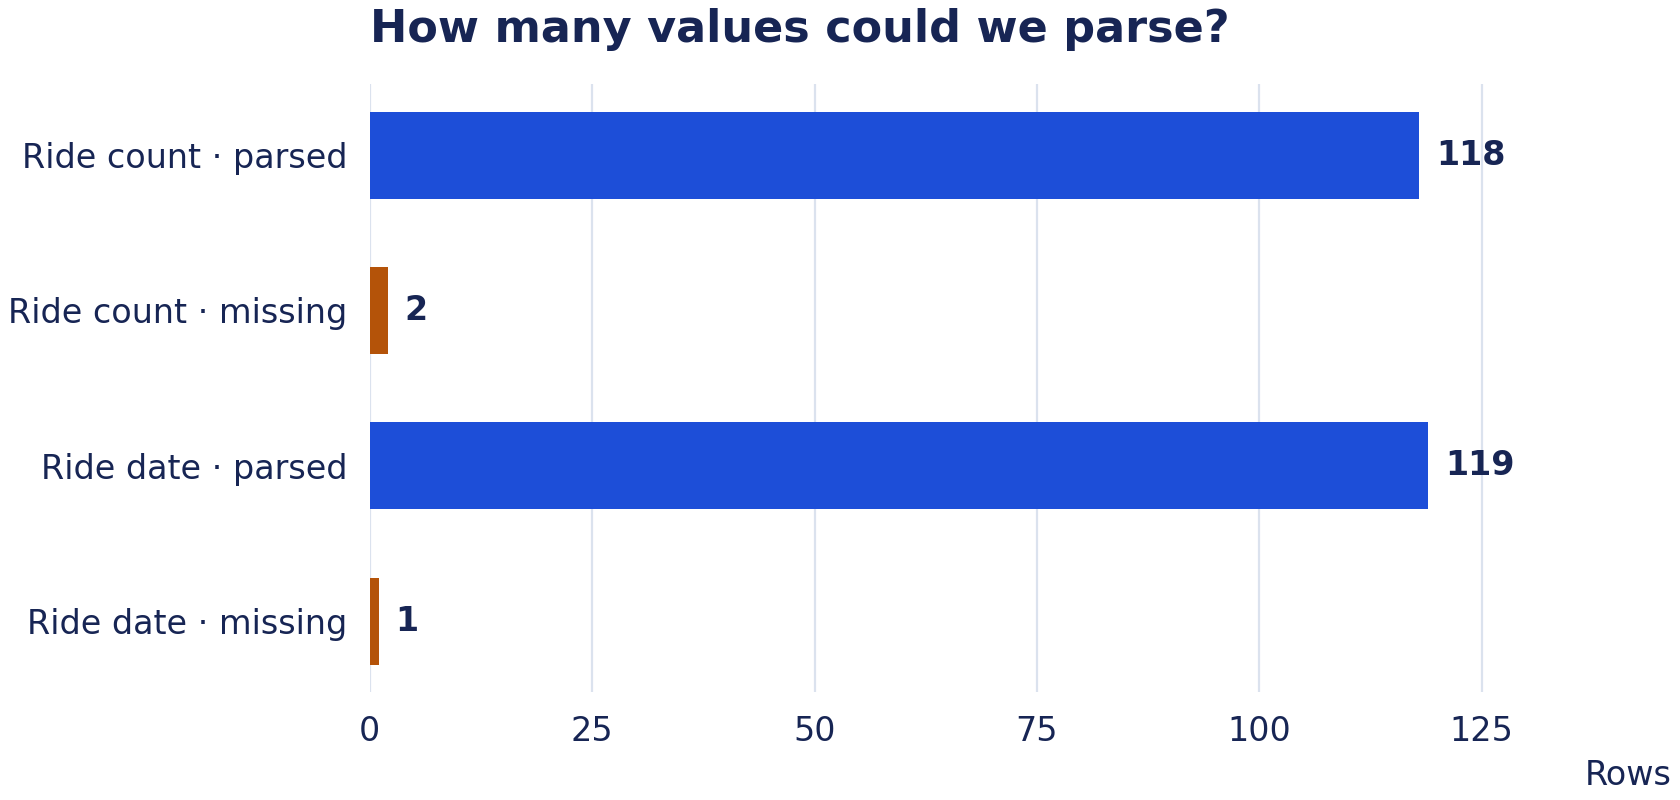 How many values could we parse?
Ride count · parsed
118
Ride count · missing
2
Ride date · parsed
119
Ride date · missing
1
0 25 50 75 100 125
Rows